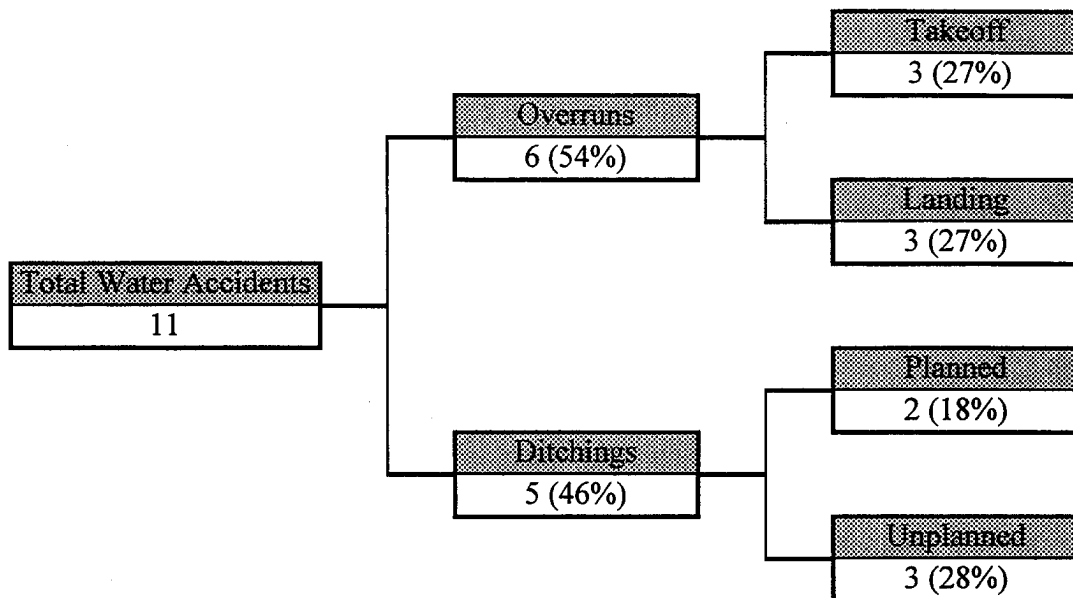 Total Water Accidents
11
Overruns
6 (54%)
Takeoff
3 (27%)
Landing
3 (27%)
Ditchings
5 (46%)
Planned
2 (18%)
Unplanned
3 (28%)